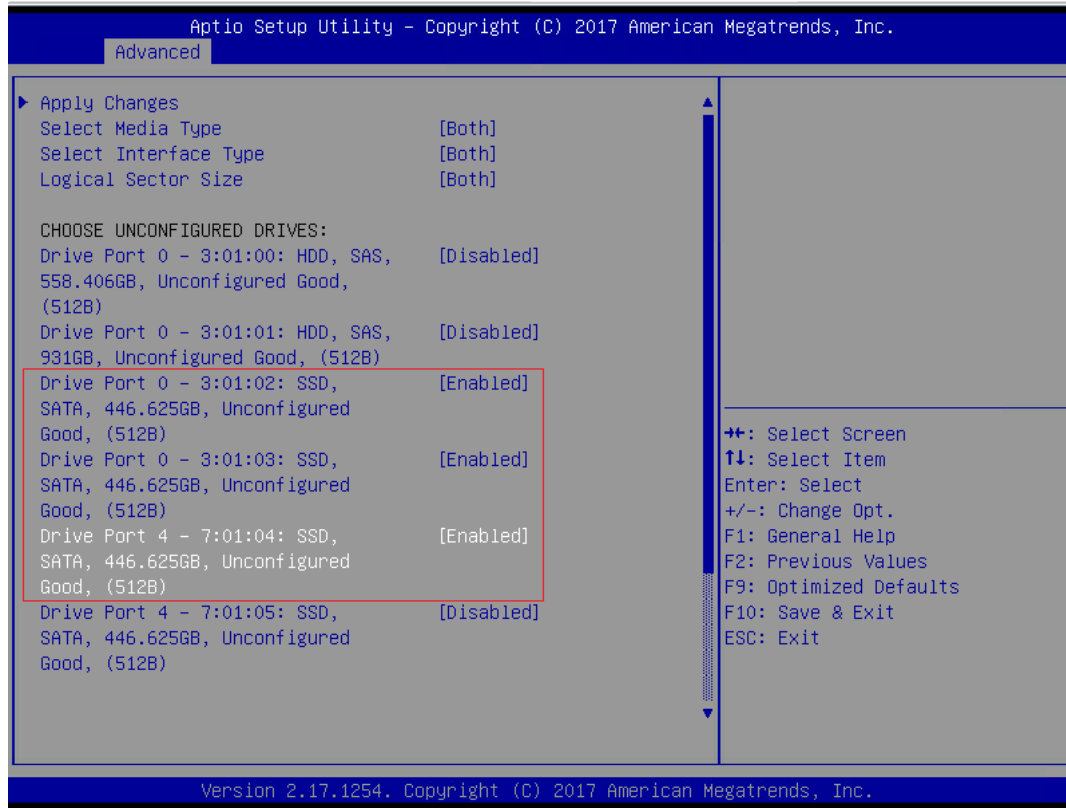 Aptio Setup Utility – Copyright (C) 2017 American Megatrends, Inc.
Advanced
Apply Changes
Select Media Type [Both]
Select Interface Type [Both]
Logical Sector Size [Both]
CHOOSE UNCONFIGURED DRIVES:
Drive Port 0 – 3:01:00: HDD, SAS, [Disabled]
558.406GB, Unconfigured Good,
(512B)
Drive Port 0 – 3:01:01: HDD, SAS, [Disabled]
931GB, Unconfigured Good, (512B)
Drive Port 0 – 3:01:02: SSD, [Enabled]
SATA, 446.625GB, Unconfigured
Good, (512B)
Drive Port 0 – 3:01:03: SSD, [Enabled]
SATA, 446.625GB, Unconfigured
Good, (512B)
Drive Port 4 – 7:01:04: SSD, [Enabled]
SATA, 446.625GB, Unconfigured
Good, (512B)
Drive Port 4 – 7:01:05: SSD, [Disabled]
SATA, 446.625GB, Unconfigured
Good, (512B)
→←: Select Screen
↑↓: Select Item
Enter: Select
+/-: Change Opt.
F1: General Help
F2: Previous Values
F9: Optimized Defaults
F10: Save & Exit
ESC: Exit
Version 2.17.1254. Copyright (C) 2017 American Megatrends, Inc.